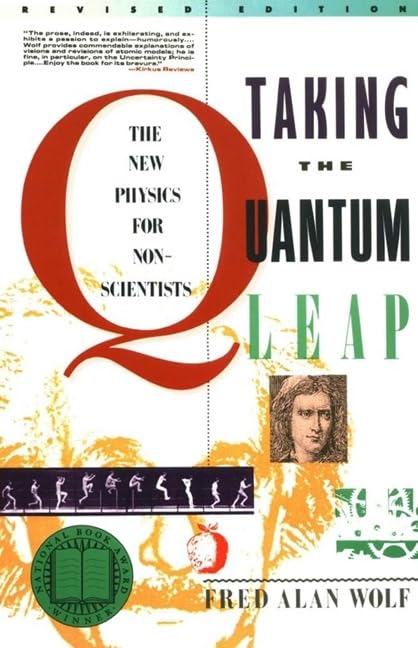 REVISED EDITION
"The prose, indeed, is exhilarating, and ex-
hibits a passion to explain—humorously....
Wolf provides commendable explanations of
visions and revisions of atomic models; he is
fine, in particular, on the Uncertainty Princi-
ple....Enjoy the book for its bravura."
—Kirkus Reviews
TAKING
THE
QUANTUM
LEAP
THE
NEW
PHYSICS
FOR
NON-
SCIENTISTS
NATIONAL BOOK AWARD
WINNER
FRED ALAN WOLF